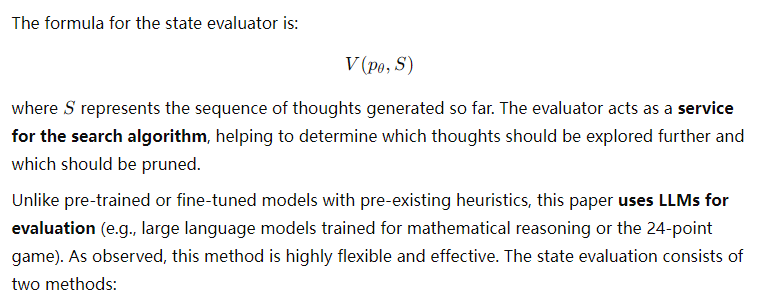 The formula for the state evaluator is:
V(pθ, S)
where S represents the sequence of thoughts generated so far. The evaluator acts as a service
for the search algorithm, helping to determine which thoughts should be explored further and
which should be pruned.
Unlike pre-trained or fine-tuned models with pre-existing heuristics, this paper uses LLMs for
evaluation (e.g., large language models trained for mathematical reasoning or the 24-point
game). As observed, this method is highly flexible and effective. The state evaluation consists of
two methods: